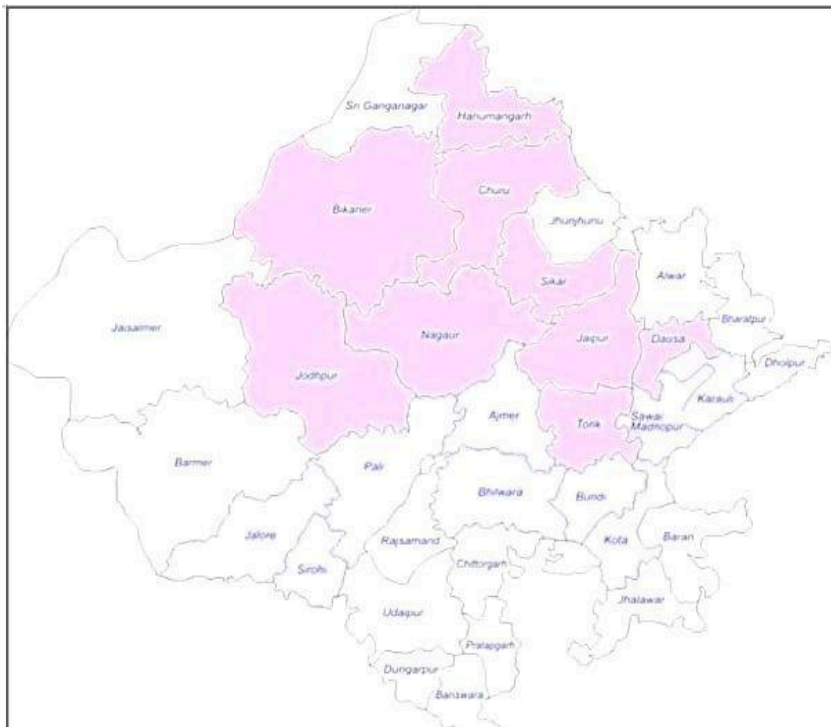 Sri Ganganagar
Hanumangarh
Churu
Bikaner
Jhunjhunu
Sikar
Alwar
Jaisalmer
Nagaur
Jaipur
Dausa
Bharatpur
Dholpur
Jodhpur
Karauli
Ajmer
Tonk
Sawai
Madhopur
Barmer
Pali
Bhilwara
Bundi
Jalore
Rajsamand
Kota
Baran
Sirohi
Chittorgarh
Jhalawar
Udaipur
Pratapgarh
Dungarpur
Banswara